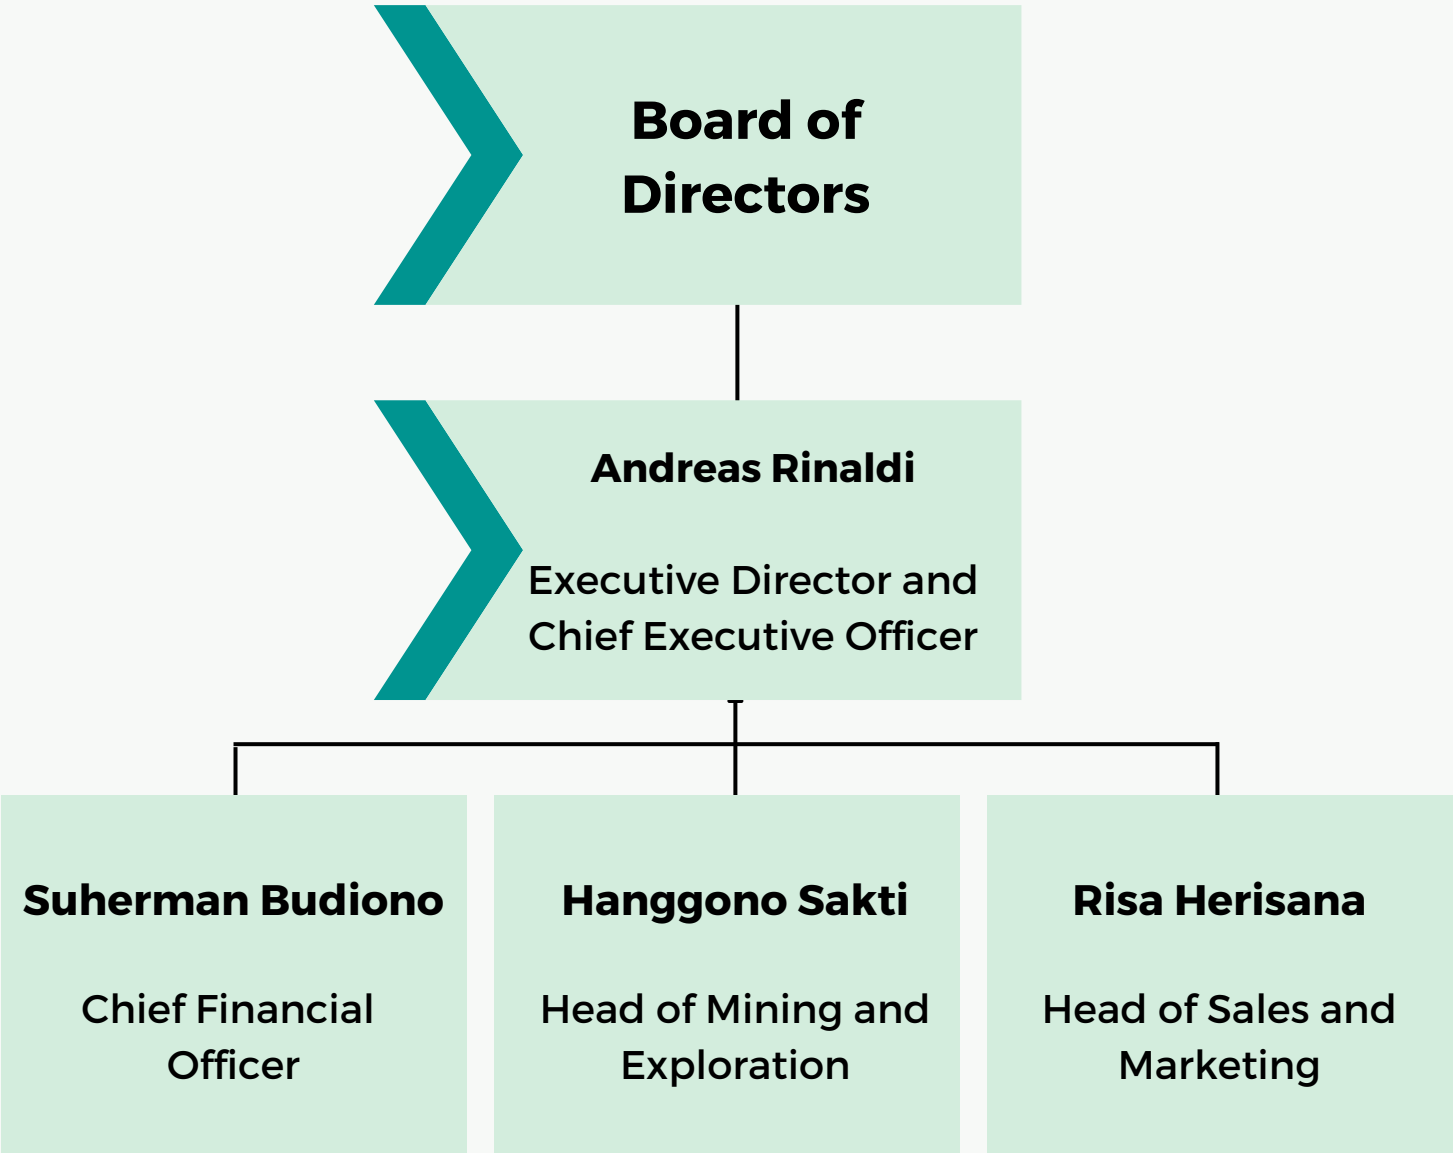 Board of
Directors
Andreas Rinaldi
Executive Director and
Chief Executive Officer
Suherman Budiono
Chief Financial
Officer
Hanggono Sakti
Head of Mining and
Exploration
Risa Herisana
Head of Sales and
Marketing